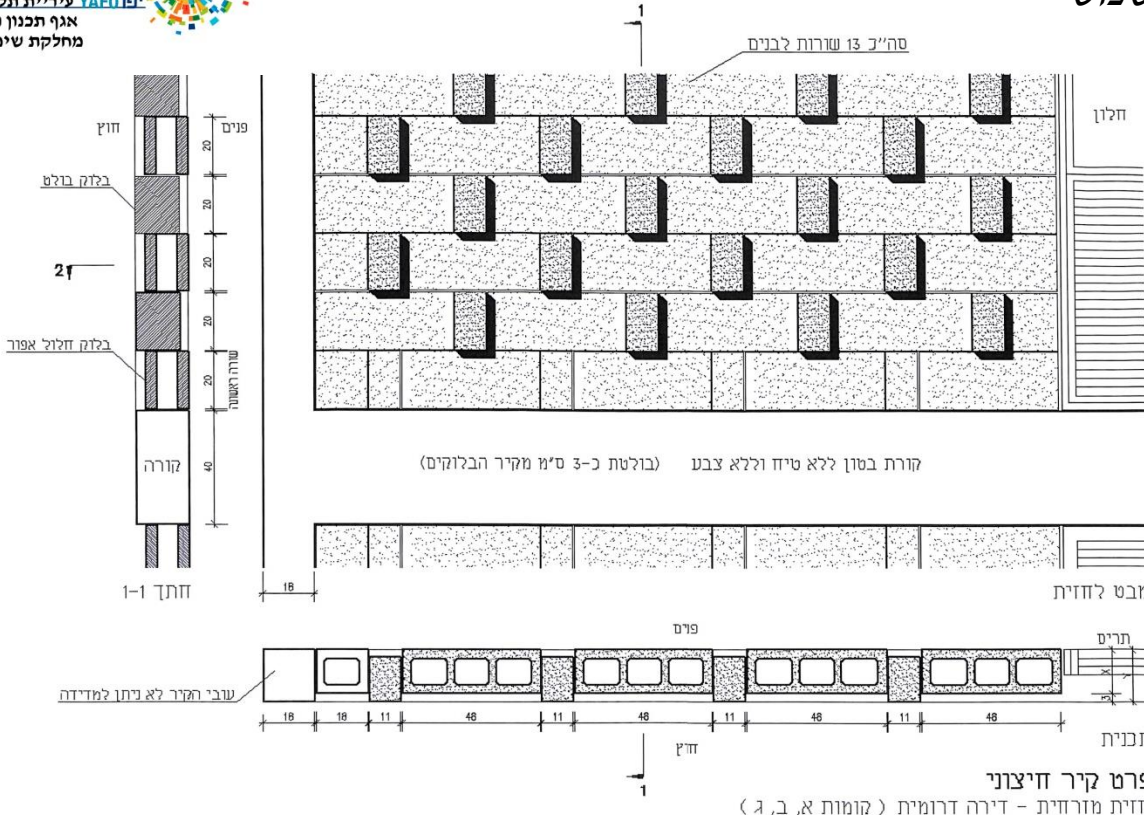 YAFO עיריית
אגף תכנון
מחלקת
1
סה"כ 13 שורות לבנים
חוץ
פנים
חלון
20
בלוק בולט
20
20
2
20
בלוק חלול אפור
20
שורה ראשונה
קורה
40
קורת בטון ללא טיח וללא צבע (בולטת כ-3 ס"מ מקיר הבלוקים)
חתך 1-1
18
מבט לחזית
פנים
תריס
עובי הקיר לא ניתן למדידה
X
Y
3
18 18 11 48 11 48 11 48 11 48
חוץ
תכנית
1
פרט קיר חיצוני
חזית מזרחית - דירה דרומית ( קומות א, ב, ג )